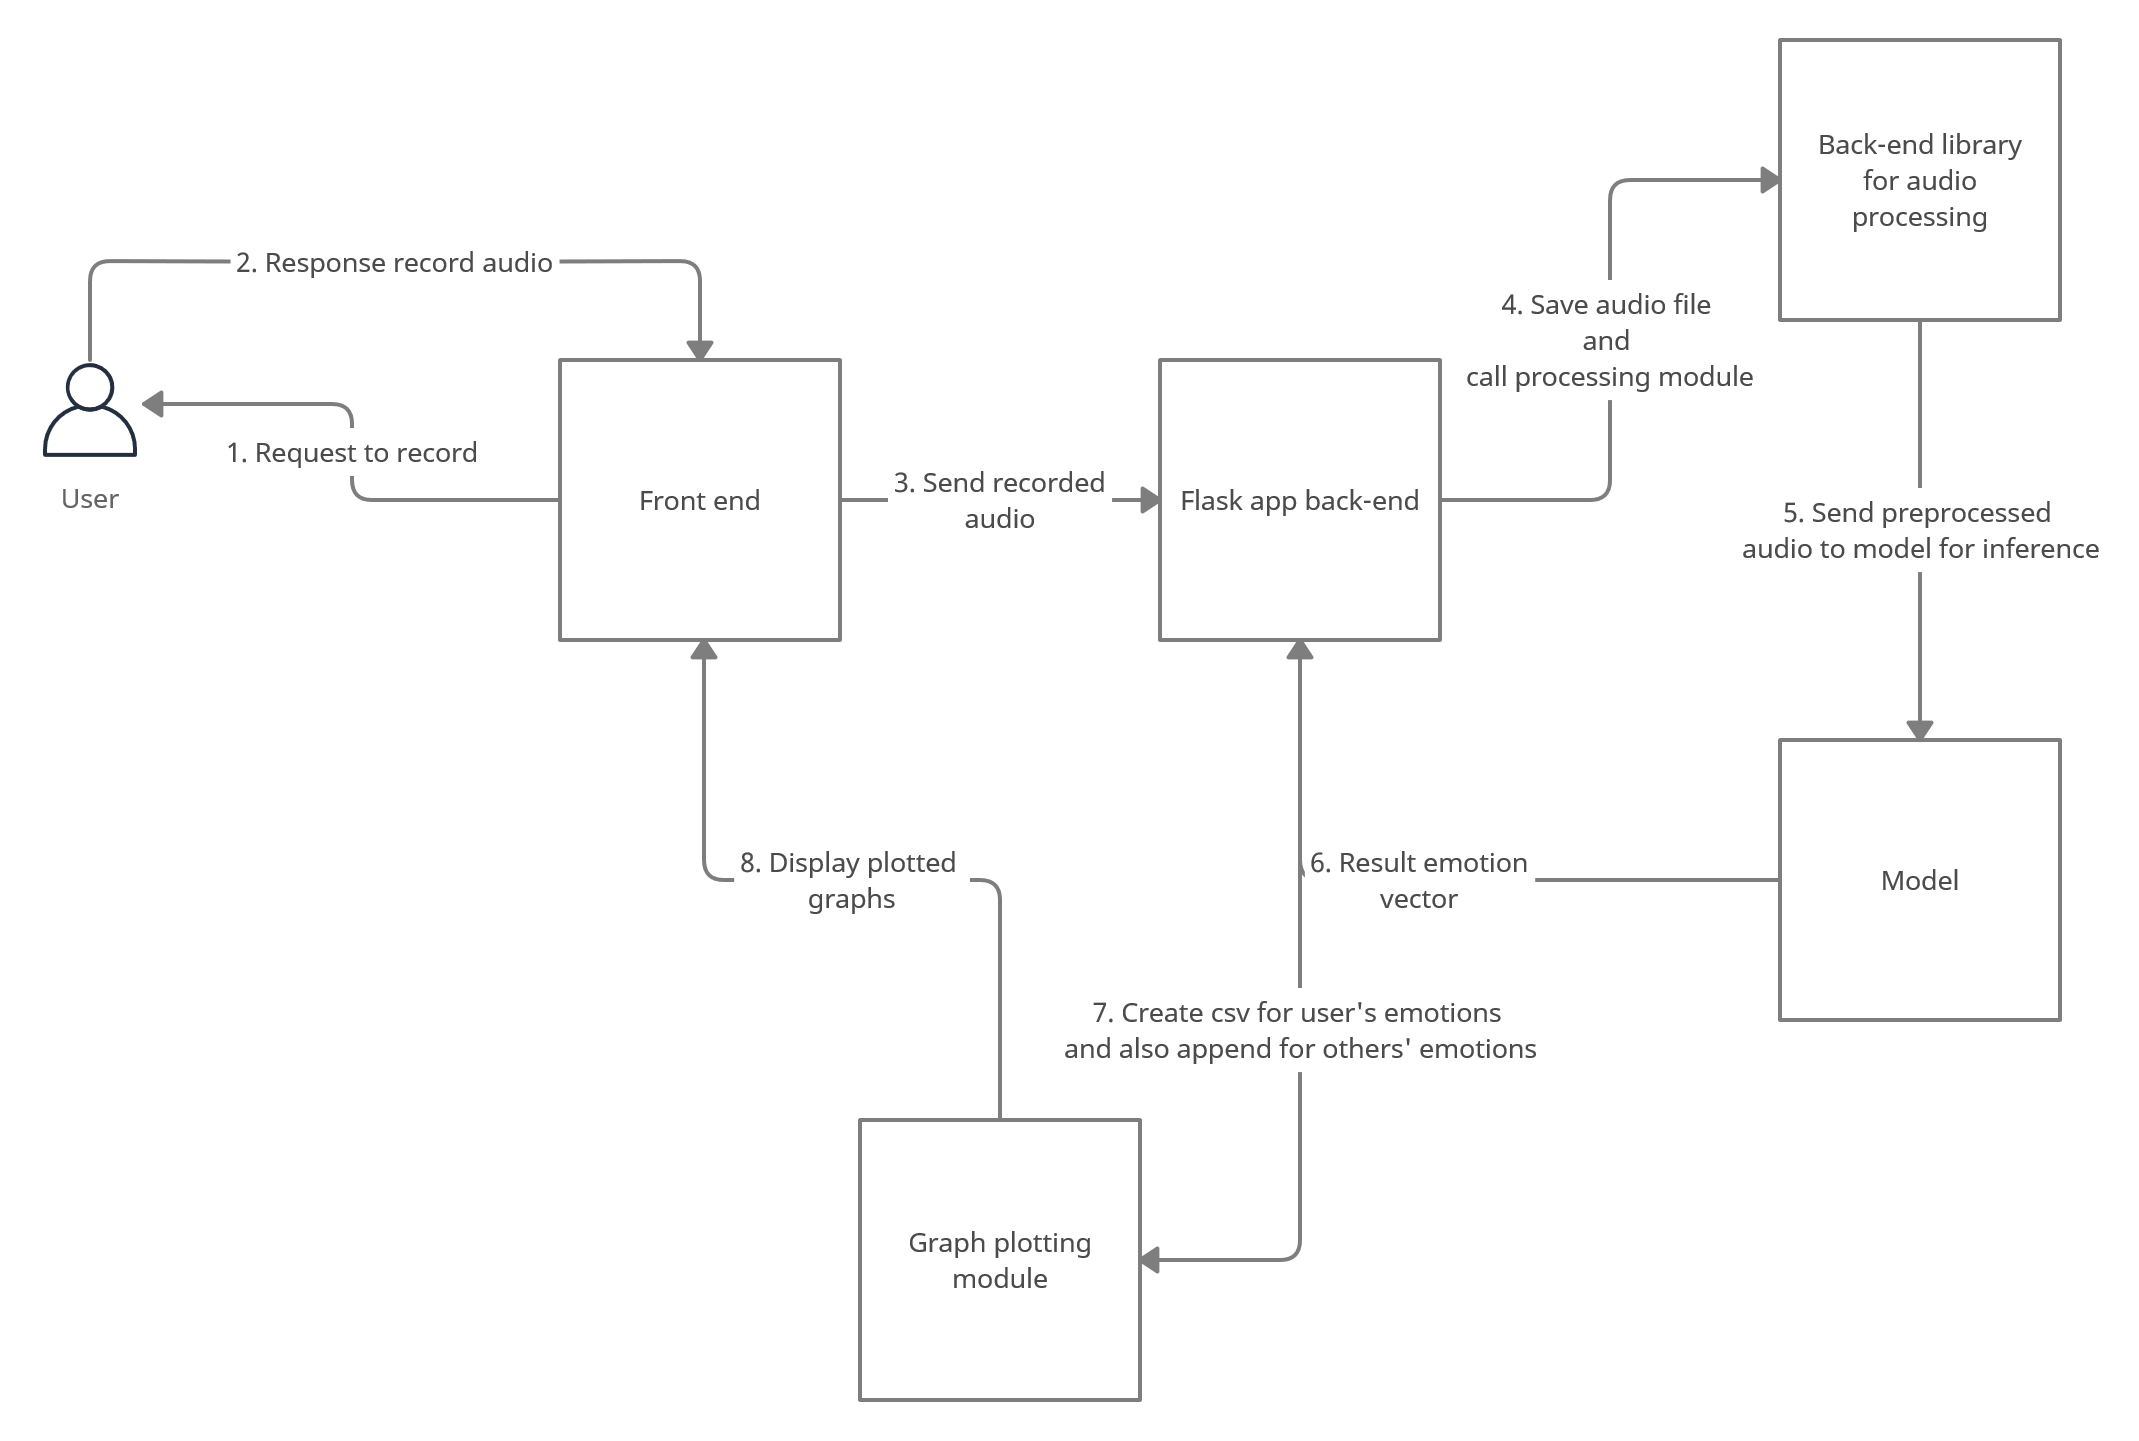 Back-end library
for audio
processing
2. Response record audio
4. Save audio file
and
call processing module
1. Request to record
User
Front end
3. Send recorded
audio
Flask app back-end
5. Send preprocessed
audio to model for inference
8. Display plotted
graphs
6. Result emotion
vector
Model
7. Create csv for user's emotions
and also append for others' emotions
Graph plotting
module